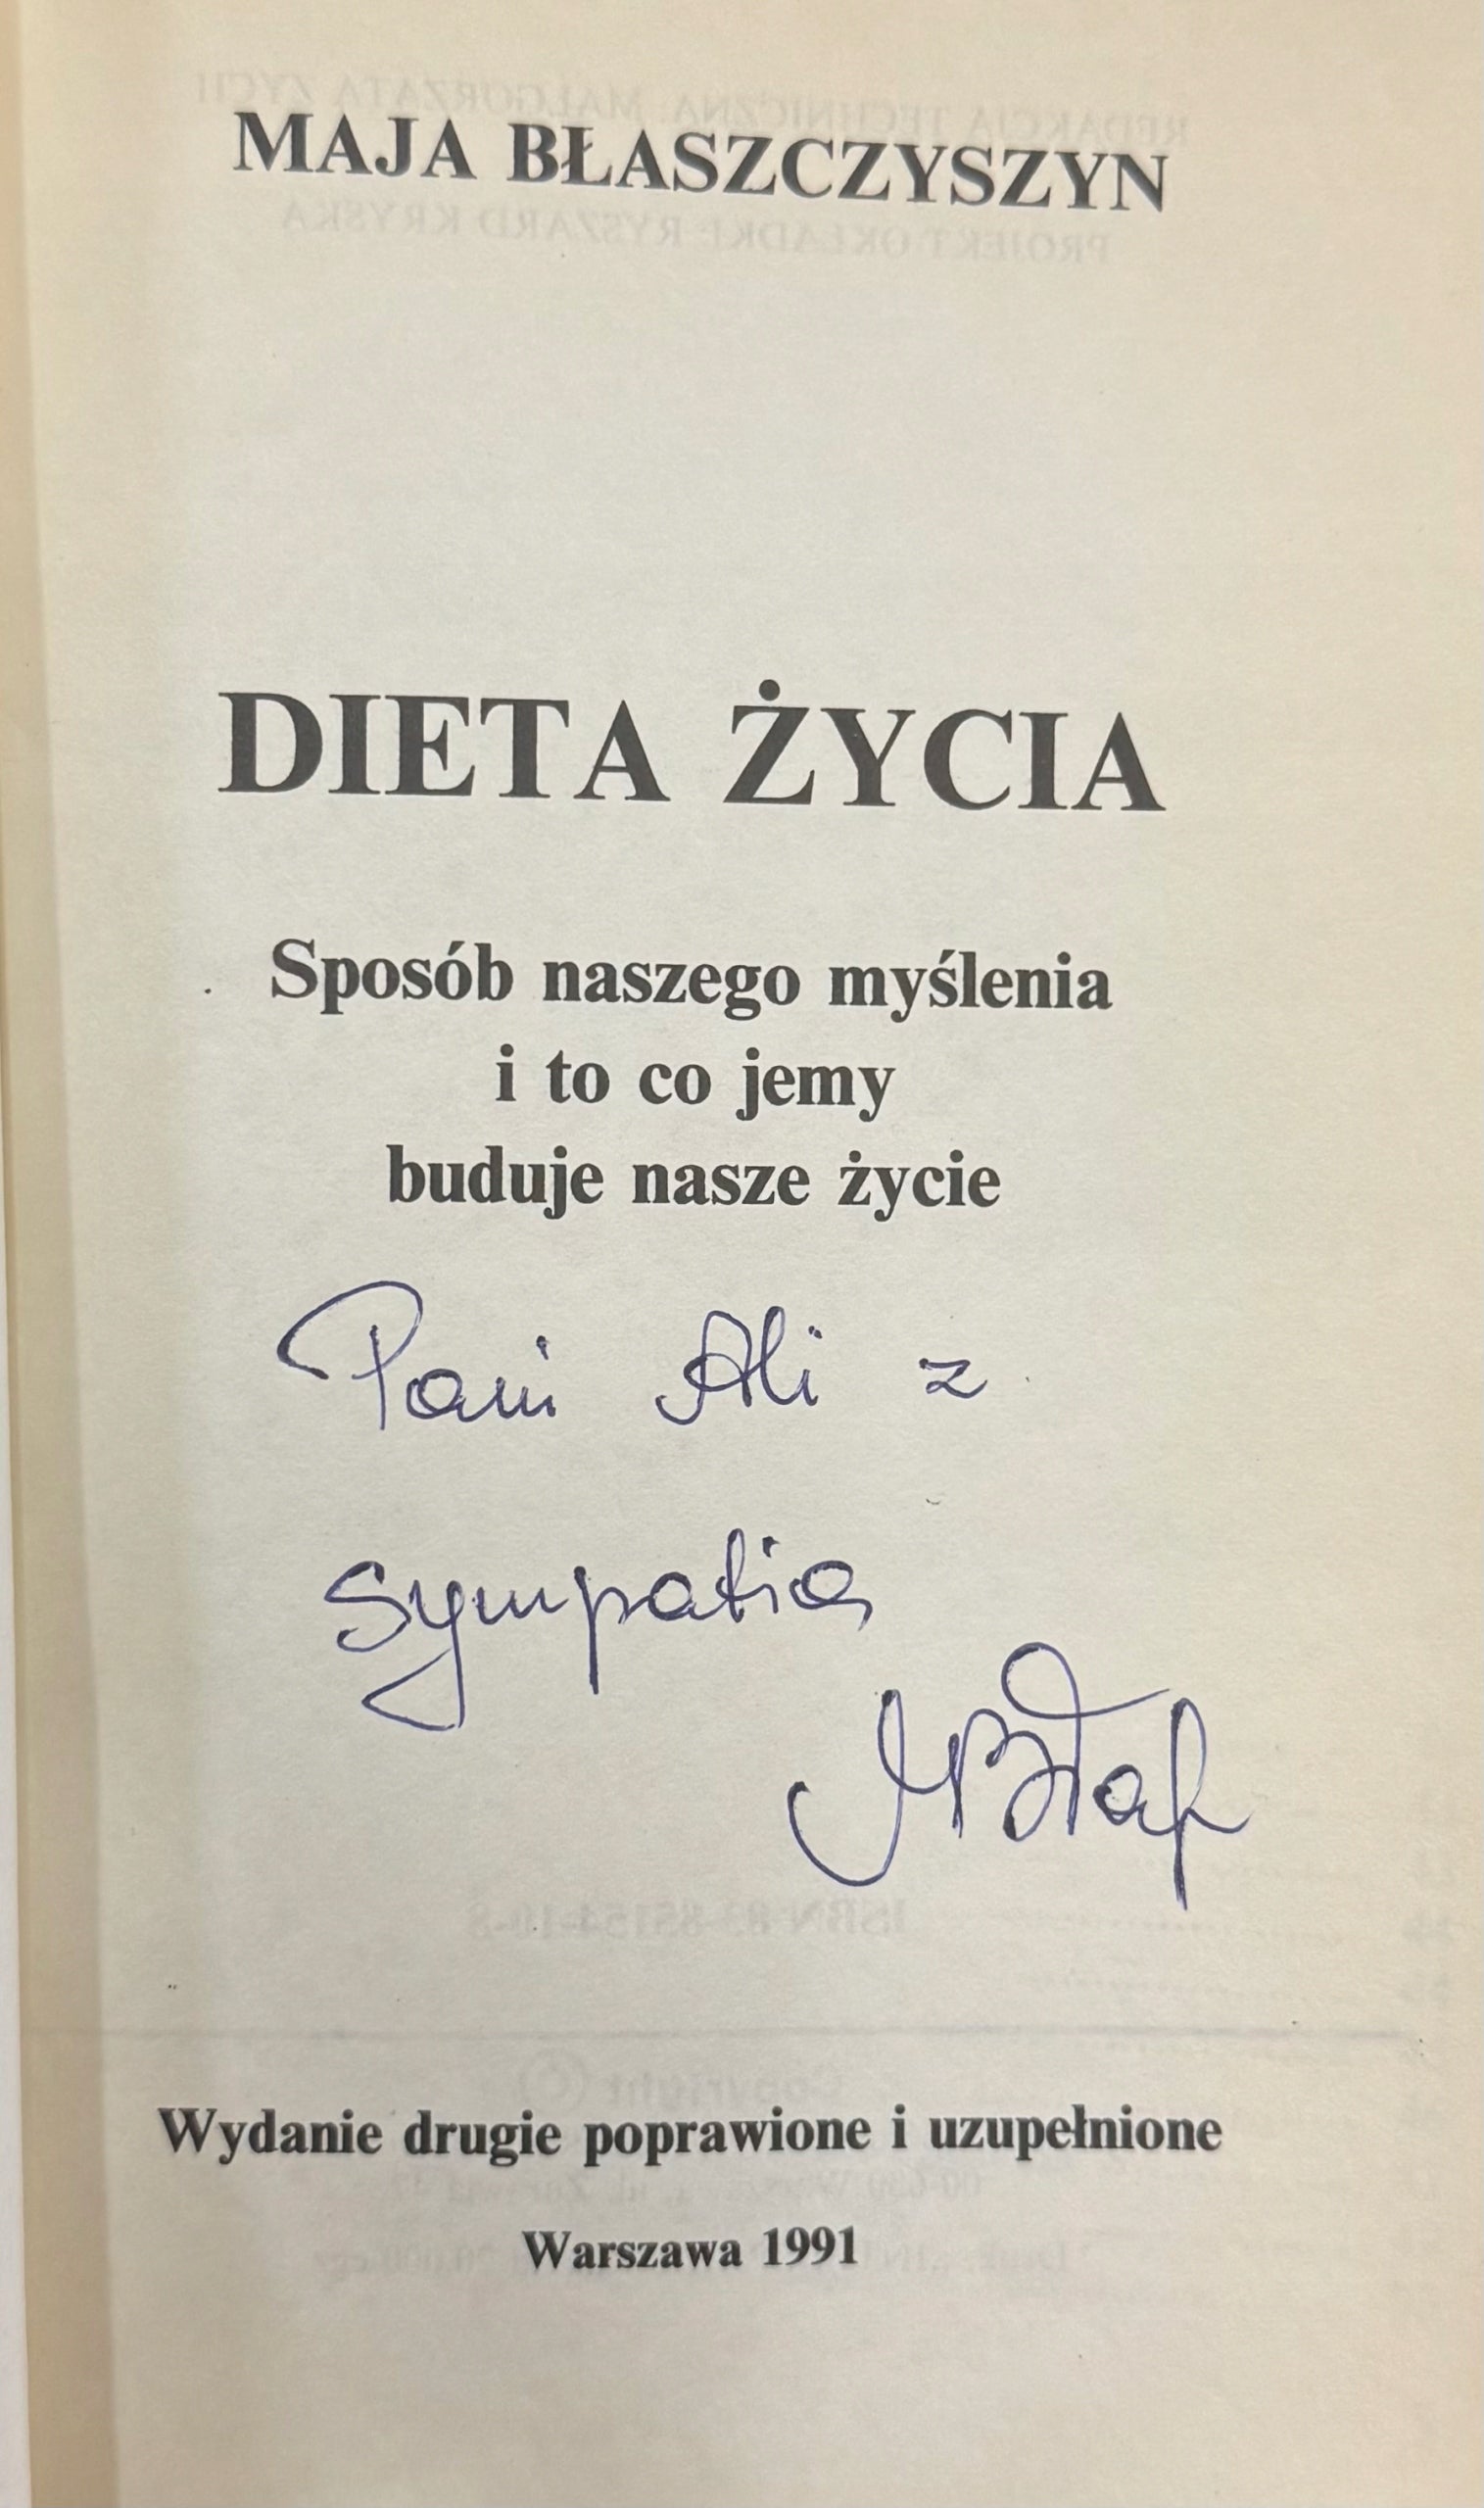 MAJA BŁASZCZYSZYN
DIETA ŻYCIA
Sposób naszego myślenia
i to co jemy
buduje nasze życie
Pani Ali z
sympatią
MBłaf
Wydanie drugie poprawione i uzupełnione
Warszawa 1991